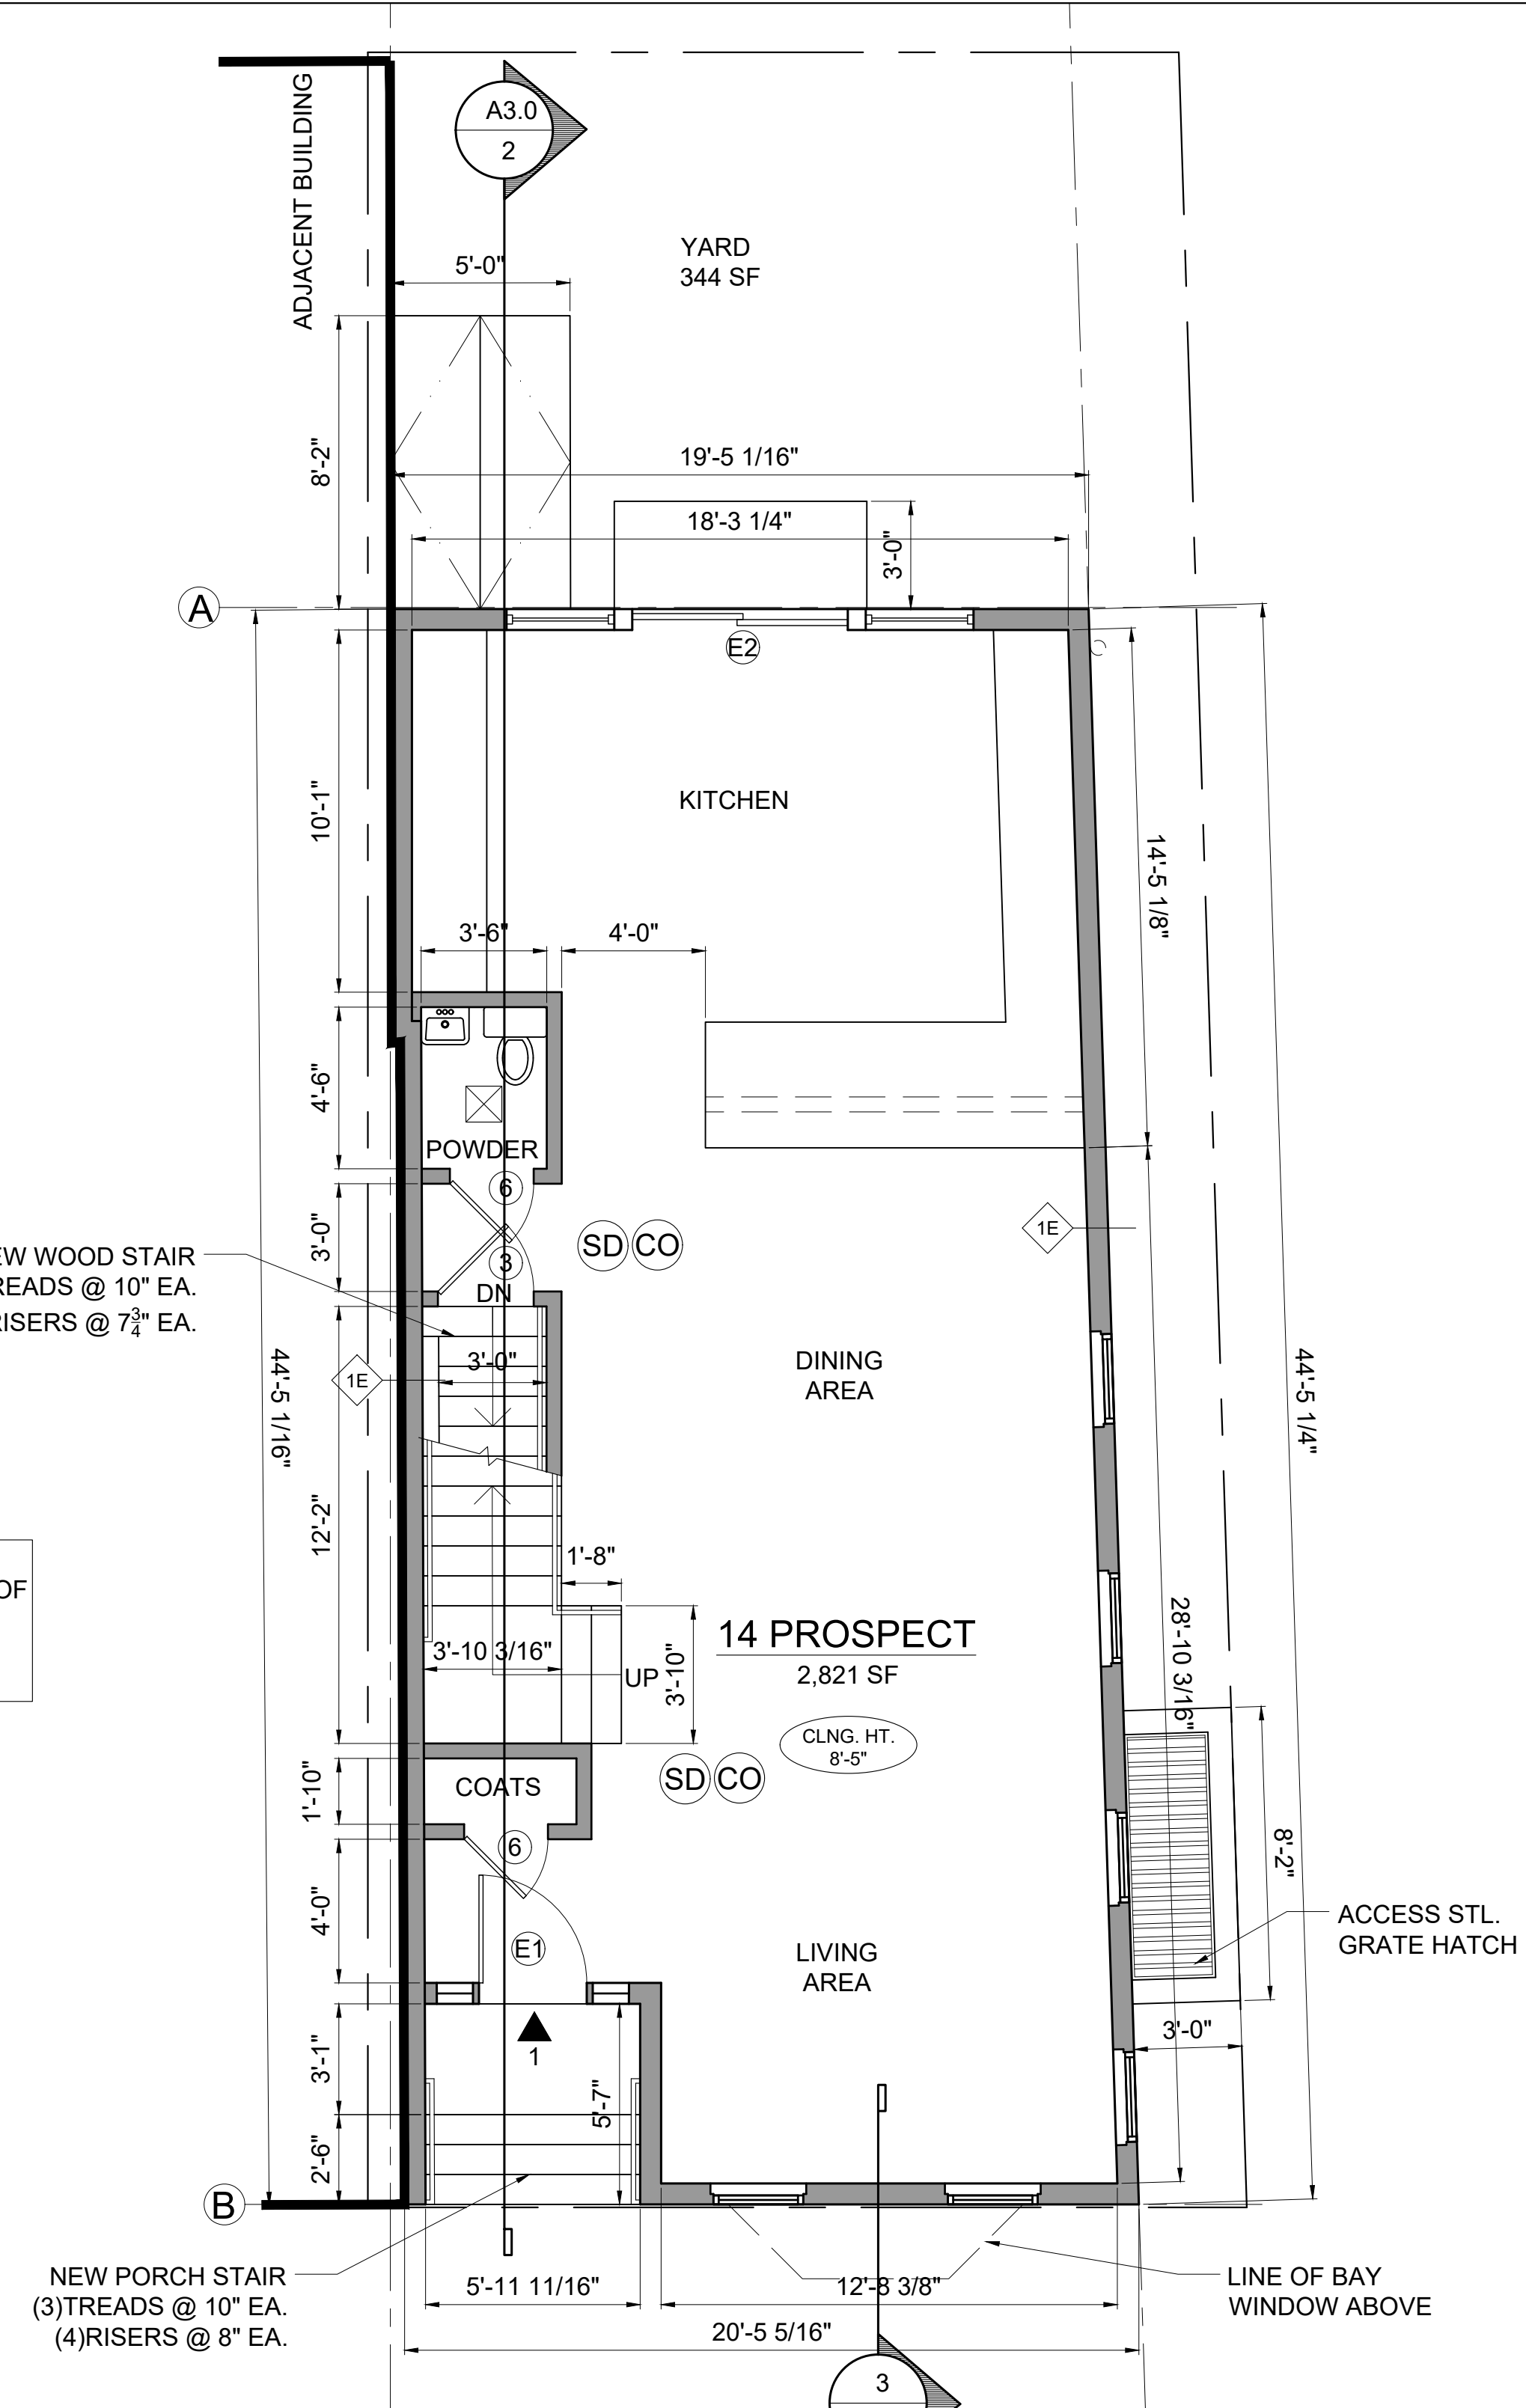 A3.0
2
ADJACENT BUILDING
YARD
344 SF
5'-0"
8'-2"
19'-5 1/16"
18'-3 1/4"
3'-0"
A
E2
10'-1"
KITCHEN
14'-5 1/8"
3'-6"
4'-0"
4'-6"
POWDER
6
3'-0"
3
DN
SD CO
1E
EW WOOD STAIR
READS @ 10" EA.
RISERS @ 7 3/4" EA.
44'-5 1/16"
1E
3'-0"
DINING
AREA
44'-5 1/4"
12'-2"
OF
1'-8"
3'-10 3/16"
UP
3'-10"
14 PROSPECT
2,821 SF
28'-10 3/16"
CLNG. HT.
8'-5"
SD CO
1'-10"
COATS
6
8'-2"
4'-0"
E1
LIVING
AREA
ACCESS STL.
GRATE HATCH
3'-0"
1
3'-1"
5'-7"
2'-6"
B
NEW PORCH STAIR
(3)TREADS @ 10" EA.
(4)RISERS @ 8" EA.
5'-11 11/16"
12'-8 3/8"
LINE OF BAY
WINDOW ABOVE
20'-5 5/16"
3